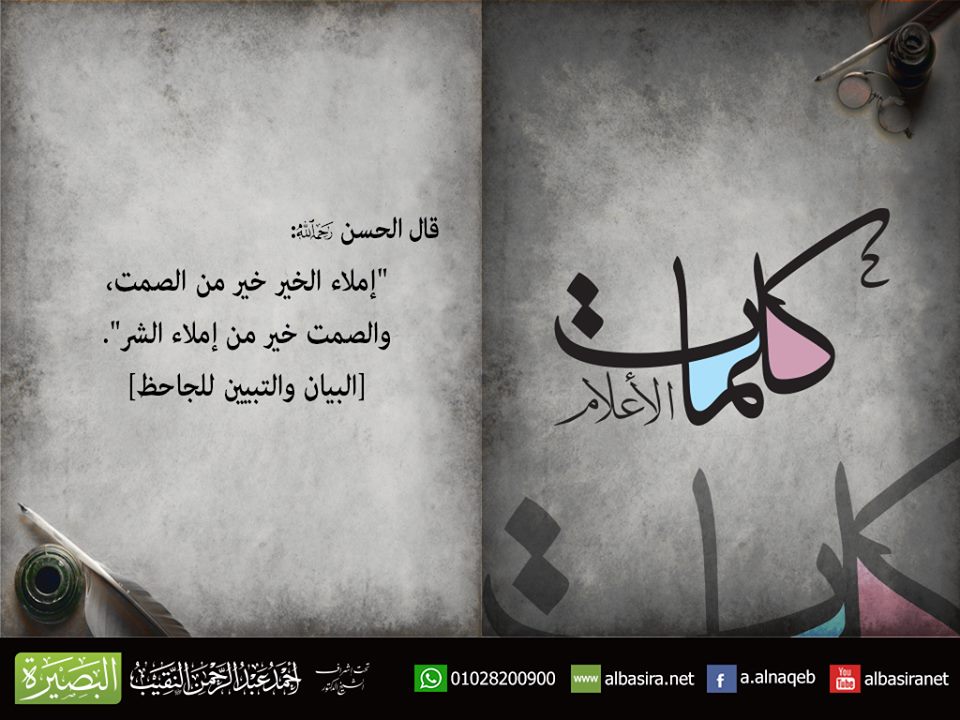 كلمات
الأعلام
قال الحسن رحمه الله:
"إملاء الخير خير من الصمت،
والصمت خير من إملاء الشر".
[البيان والتبيين للجاحظ]
كلمات
البصيرة
تحت إشراف
الشيخ الدكتور
أحمد عبد الرحمن النقيب
01028200900
www albasira.net
f a.alnaqeb
You Tube albasiranet